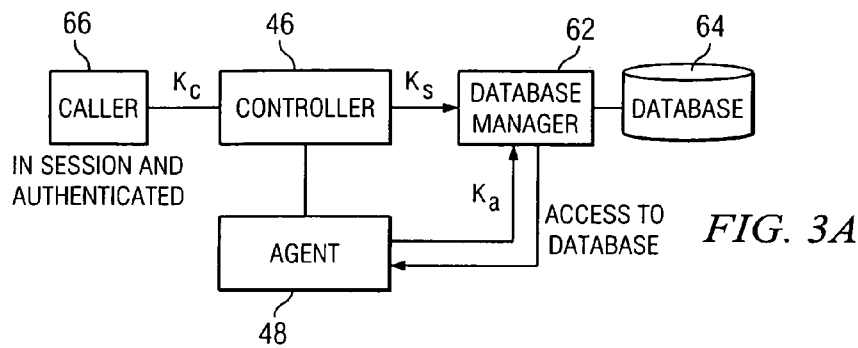 66
46
62
64
CALLER
Kc
CONTROLLER
Ks
DATABASE
MANAGER
DATABASE
IN SESSION AND
AUTHENTICATED
Ka
ACCESS TO
DATABASE
AGENT
48
FIG. 3A